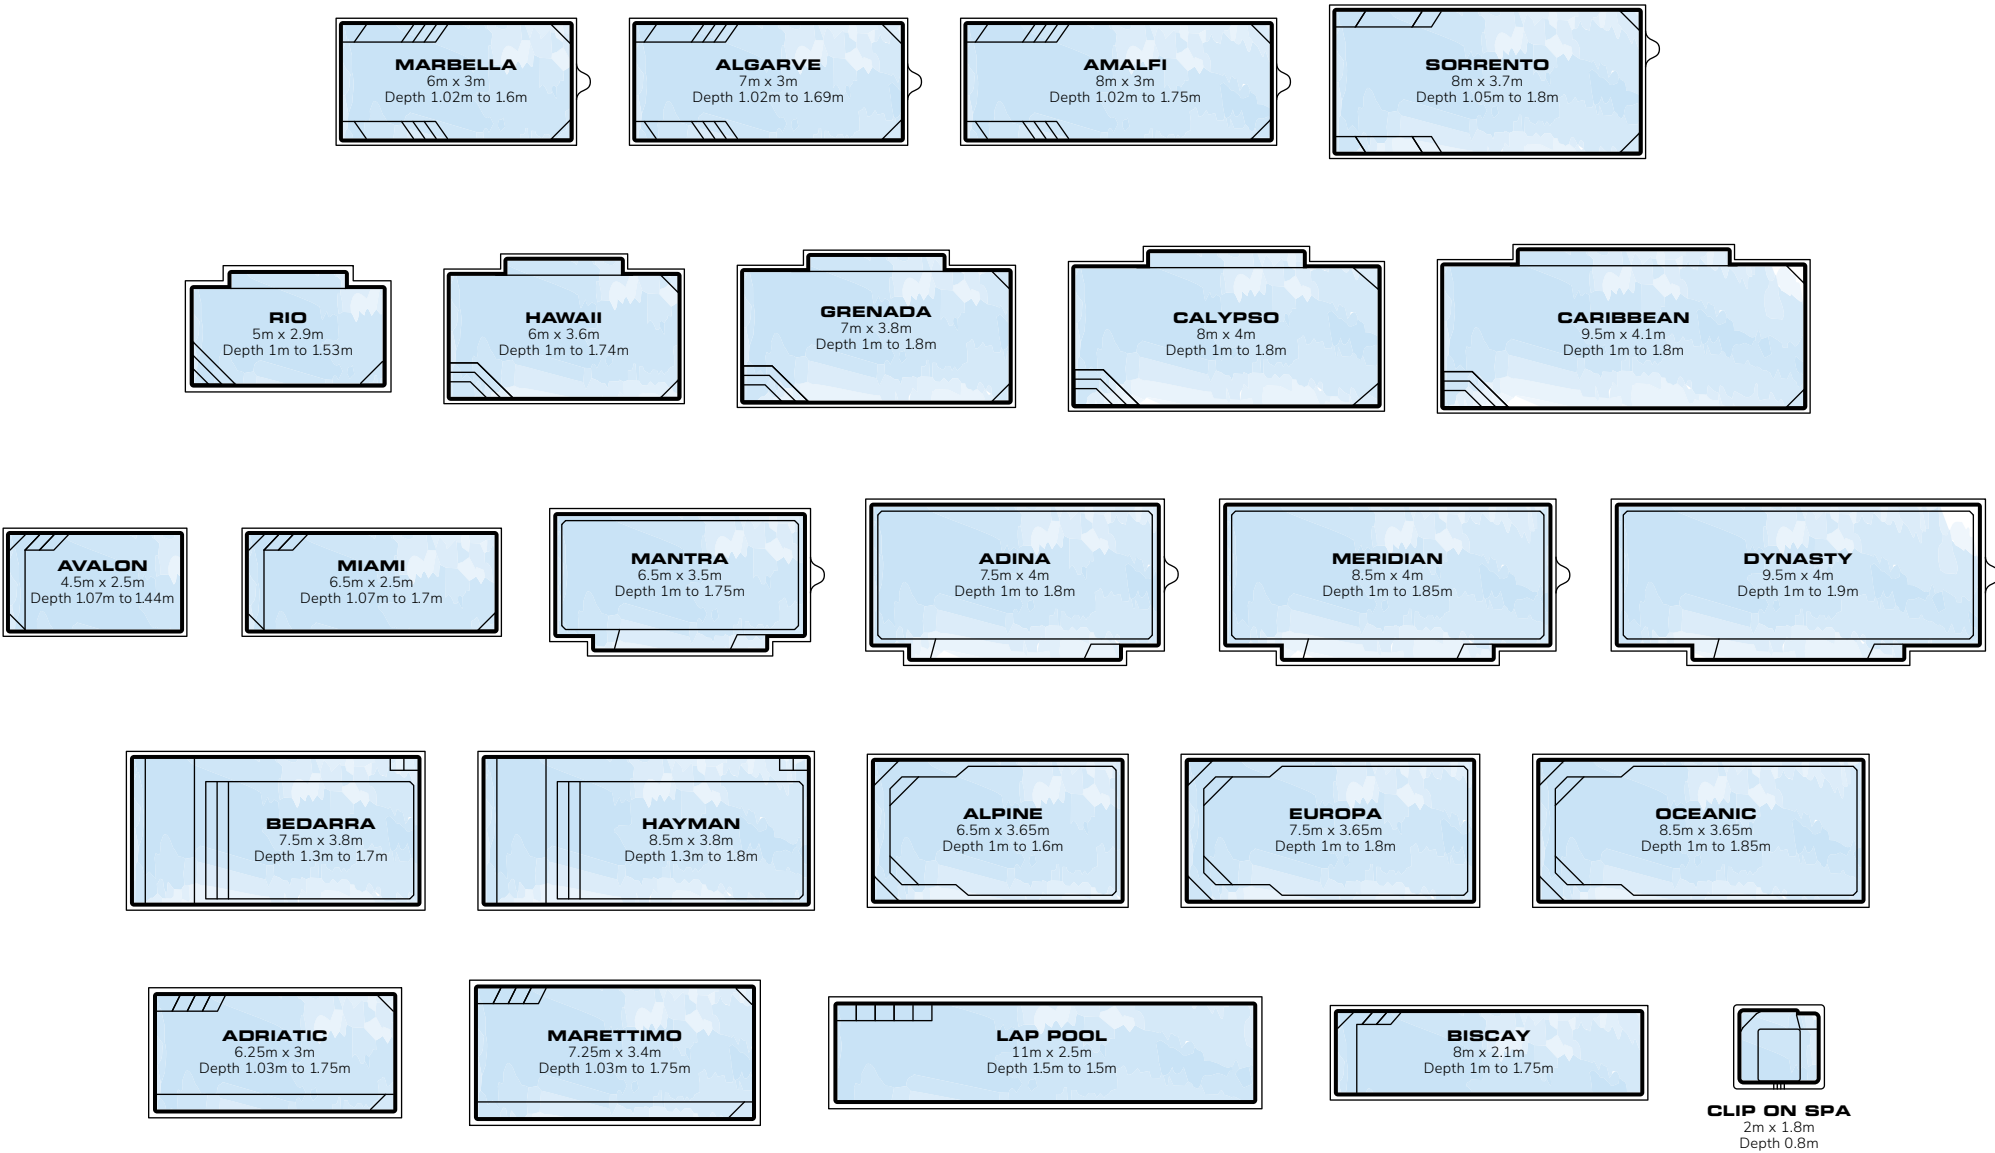 MARBELLA
6m x 3m
Depth 1.02m to 1.6m
ALGARVE
7m x 3m
Depth 1.02m to 1.69m
AMALFI
8m x 3m
Depth 1.02m to 1.75m
SORRENTO
8m x 3.7m
Depth 1.05m to 1.8m
RIO
5m x 2.9m
Depth 1m to 1.53m
HAWAII
6m x 3.6m
Depth 1m to 1.74m
GRENADA
7m x 3.8m
Depth 1m to 1.8m
CALYPSO
8m x 4m
Depth 1m to 1.8m
CARIBBEAN
9.5m x 4.1m
Depth 1m to 1.8m
AVALON
4.5m x 2.5m
Depth 1.07m to 1.44m
MIAMI
6.5m x 2.5m
Depth 1.07m to 1.7m
MANTRA
6.5m x 3.5m
Depth 1m to 1.75m
ADINA
7.5m x 4m
Depth 1m to 1.8m
MERIDIAN
8.5m x 4m
Depth 1m to 1.85m
DYNASTY
9.5m x 4m
Depth 1m to 1.9m
BEDARRA
7.5m x 3.8m
Depth 1.3m to 1.7m
HAYMAN
8.5m x 3.8m
Depth 1.3m to 1.8m
ALPINE
6.5m x 3.65m
Depth 1m to 1.6m
EUROPA
7.5m x 3.65m
Depth 1m to 1.8m
OCEANIC
8.5m x 3.65m
Depth 1m to 1.85m
ADRIATIC
6.25m x 3m
Depth 1.03m to 1.75m
MARETTIMO
7.25m x 3.4m
Depth 1.03m to 1.75m
LAP POOL
11m x 2.5m
Depth 1.5m to 1.5m
BISCAY
8m x 2.1m
Depth 1m to 1.75m
CLIP ON SPA
2m x 1.8m
Depth 0.8m